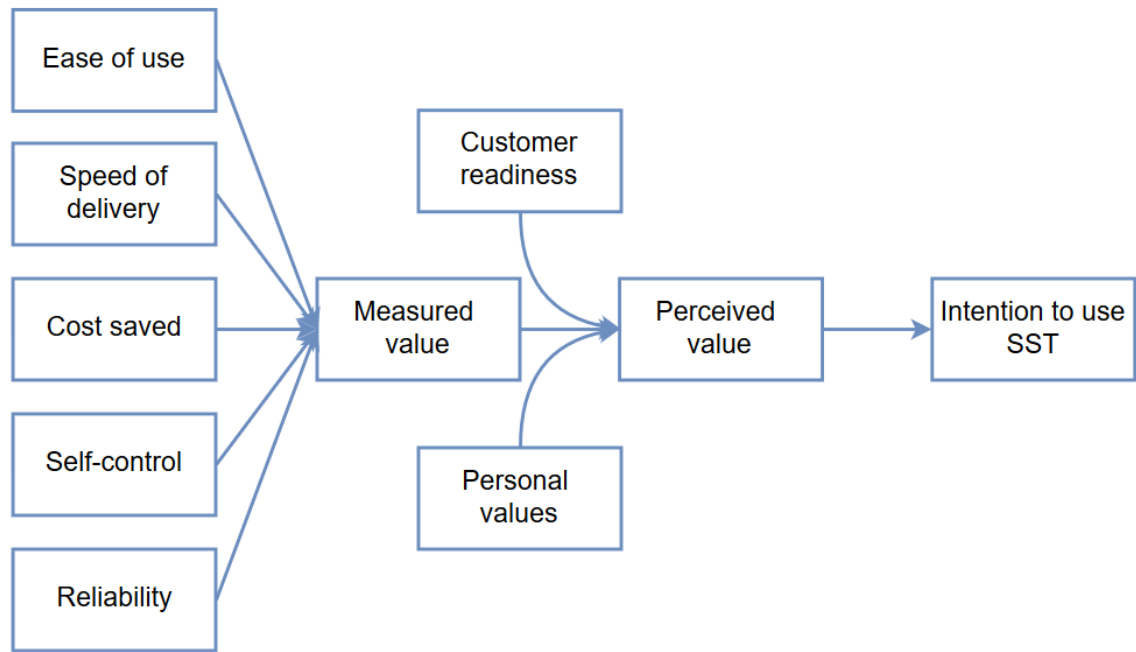 Ease of use
Speed of
delivery
Cost saved
Self-control
Reliability
Customer
readiness
Measured
value
Personal
values
Perceived
value
Intention to use
SST